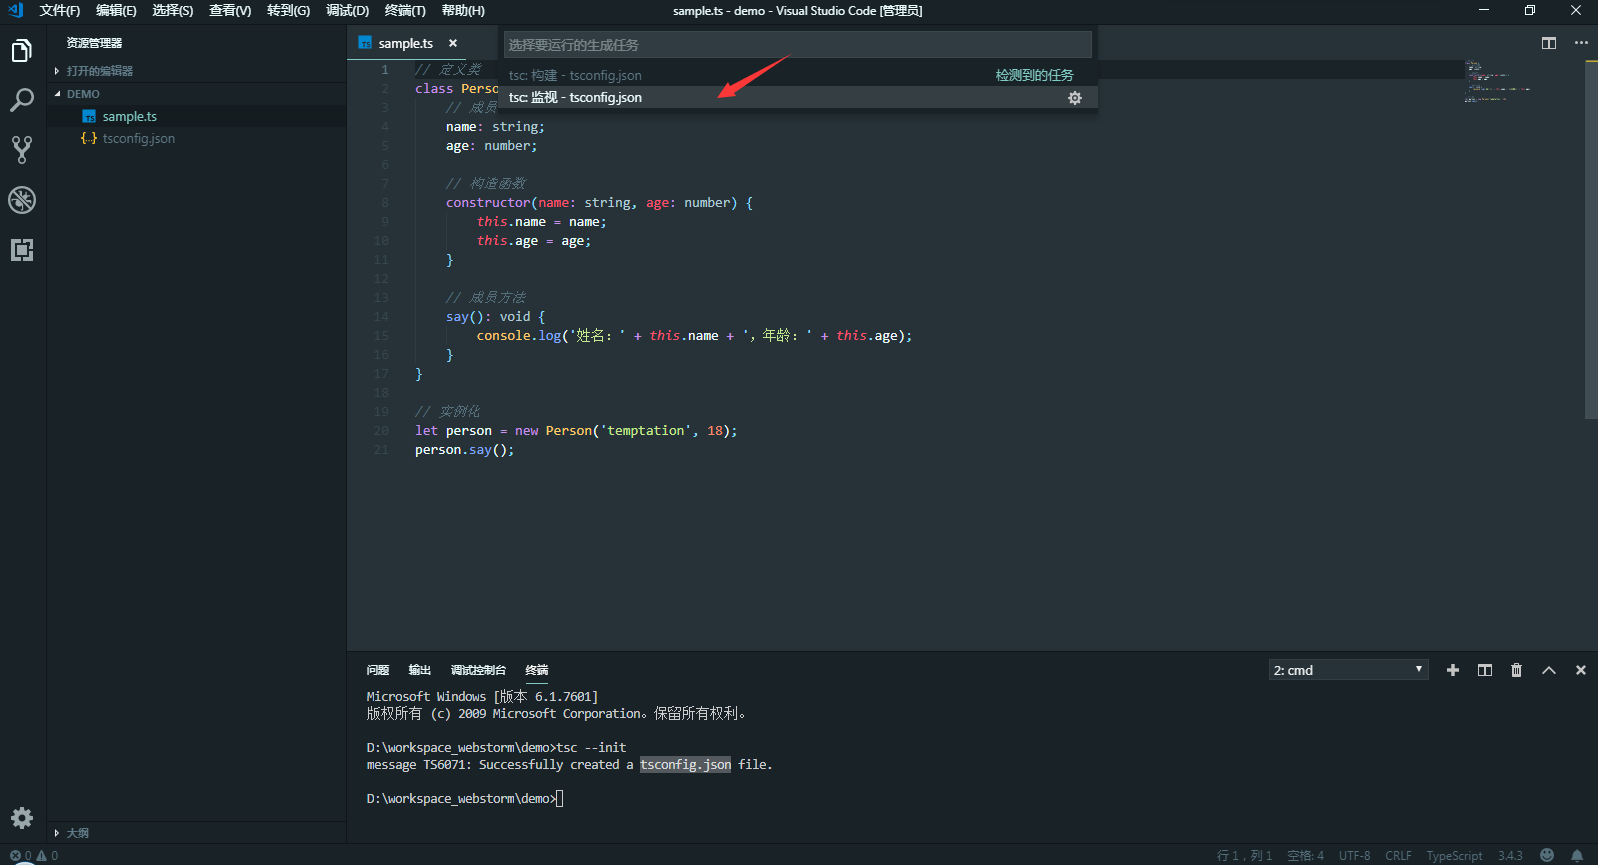 文件(F) 编辑(E) 选择(S) 查看(V) 转到(G) 调试(D) 终端(T) 帮助(H) sample.ts - demo - Visual Studio Code [管理员]
资源管理器
打开的编辑器
DEMO
TS sample.ts
{..} tsconfig.json
大纲
TS sample.ts ×
选择要运行的生成任务
tsc: 构建 - tsconfig.json 检测到的任务
tsc: 监视 - tsconfig.json
1 // 定义类
2 class Perso
3 // 成员
4 name: string;
5 age: number;
6
7 // 构造函数
8 constructor(name: string, age: number) {
9 this.name = name;
10 this.age = age;
11 }
12
13 // 成员方法
14 say(): void {
15 console.log('姓名：' + this.name + '，年龄：' + this.age);
16 }
17 }
18
19 // 实例化
20 let person = new Person('temptation', 18);
21 person.say();
问题 输出 调试控制台 终端 2: cmd
Microsoft Windows [版本 6.1.7601]
版权所有 (c) 2009 Microsoft Corporation。保留所有权利。
D:\workspace_webstorm\demo>tsc --init
message TS6071: Successfully created a tsconfig.json file.
D:\workspace_webstorm\demo>
0 0 行 1，列 1 空格: 4 UTF-8 CRLF TypeScript 3.4.3